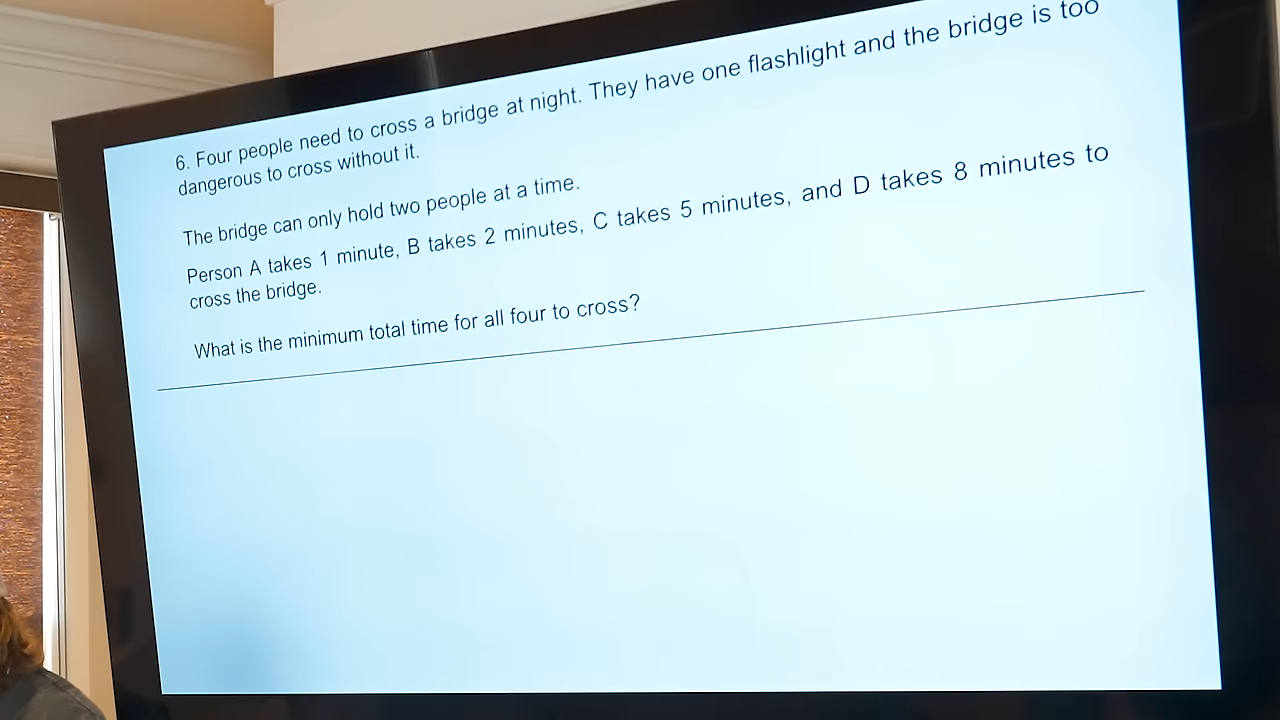 6. Four people need to cross a bridge at night. They have one flashlight and the bridge is too
dangerous to cross without it.
The bridge can only hold two people at a time.
Person A takes 1 minute, B takes 2 minutes, C takes 5 minutes, and D takes 8 minutes to
cross the bridge.
What is the minimum total time for all four to cross?